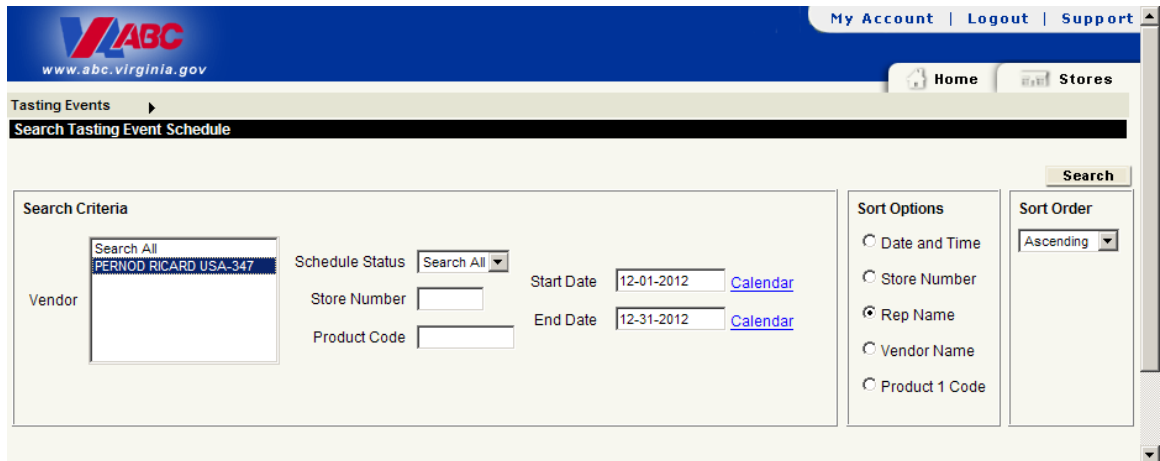 My Account | Logout | Support
VABC
www.abc.virginia.gov
Home
Stores
Tasting Events
Search Tasting Event Schedule
Search
Search Criteria
Vendor
Search All
PERNOD RICARD USA-347
Schedule Status Search All
Store Number
Product Code
Start Date 12-01-2012 Calendar
End Date 12-31-2012 Calendar
Sort Options
Date and Time
Store Number
Rep Name
Vendor Name
Product 1 Code
Sort Order
Ascending